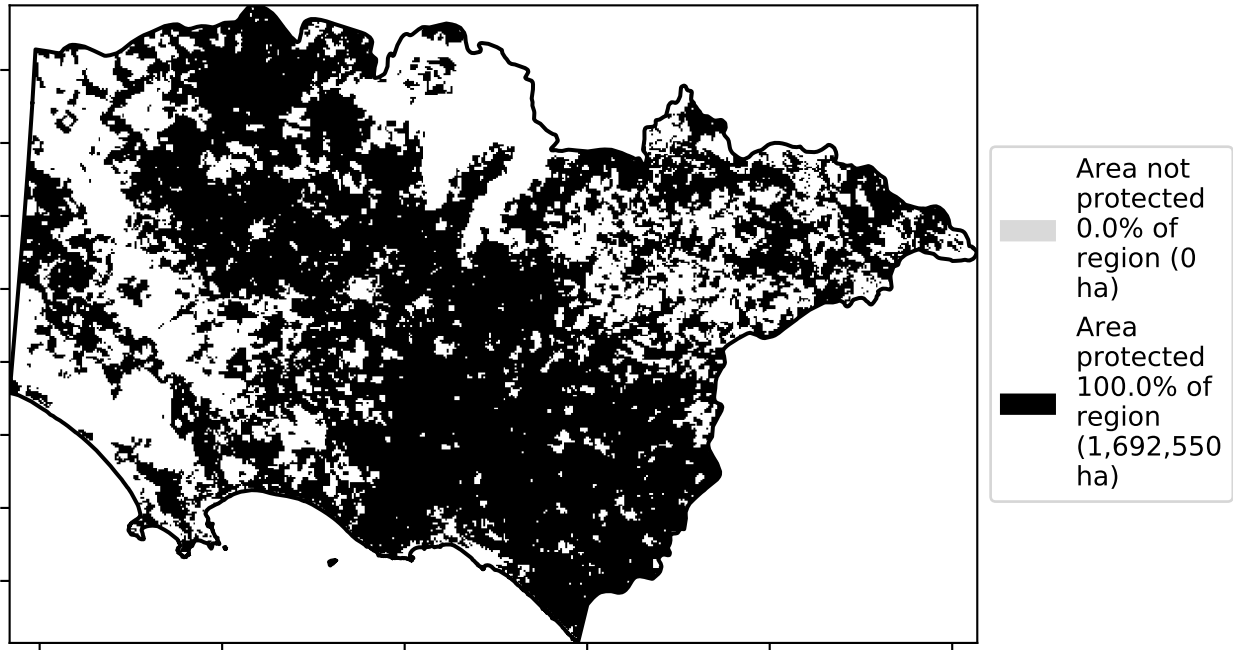 Area not
protected
0.0% of
region (0
ha)
Area
protected
100.0% of
region
(1,692,550
ha)